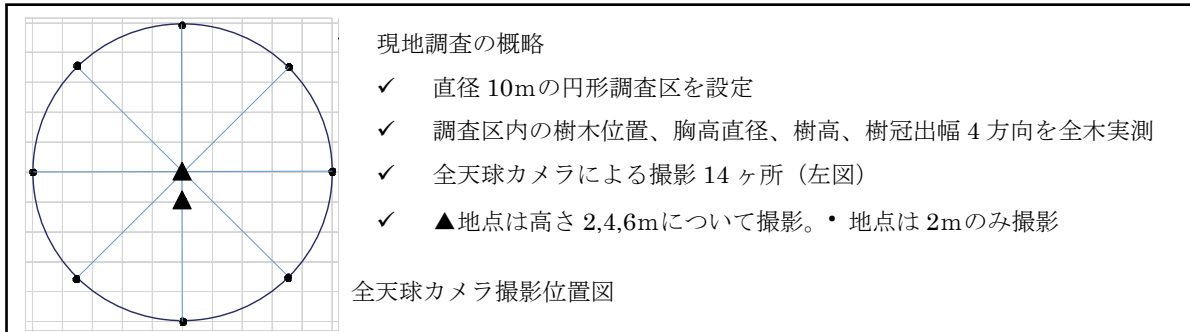 現地調査の概略
✓ 直径 10mの円形調査区を設定
✓ 調査区内の樹木位置、胸高直径、樹高、樹冠出幅 4 方向を全木実測
✓ 全天球カメラによる撮影 14 ヶ所（左図）
✓ ▲地点は高さ 2,4,6mについて撮影。• 地点は 2mのみ撮影
全天球カメラ撮影位置図